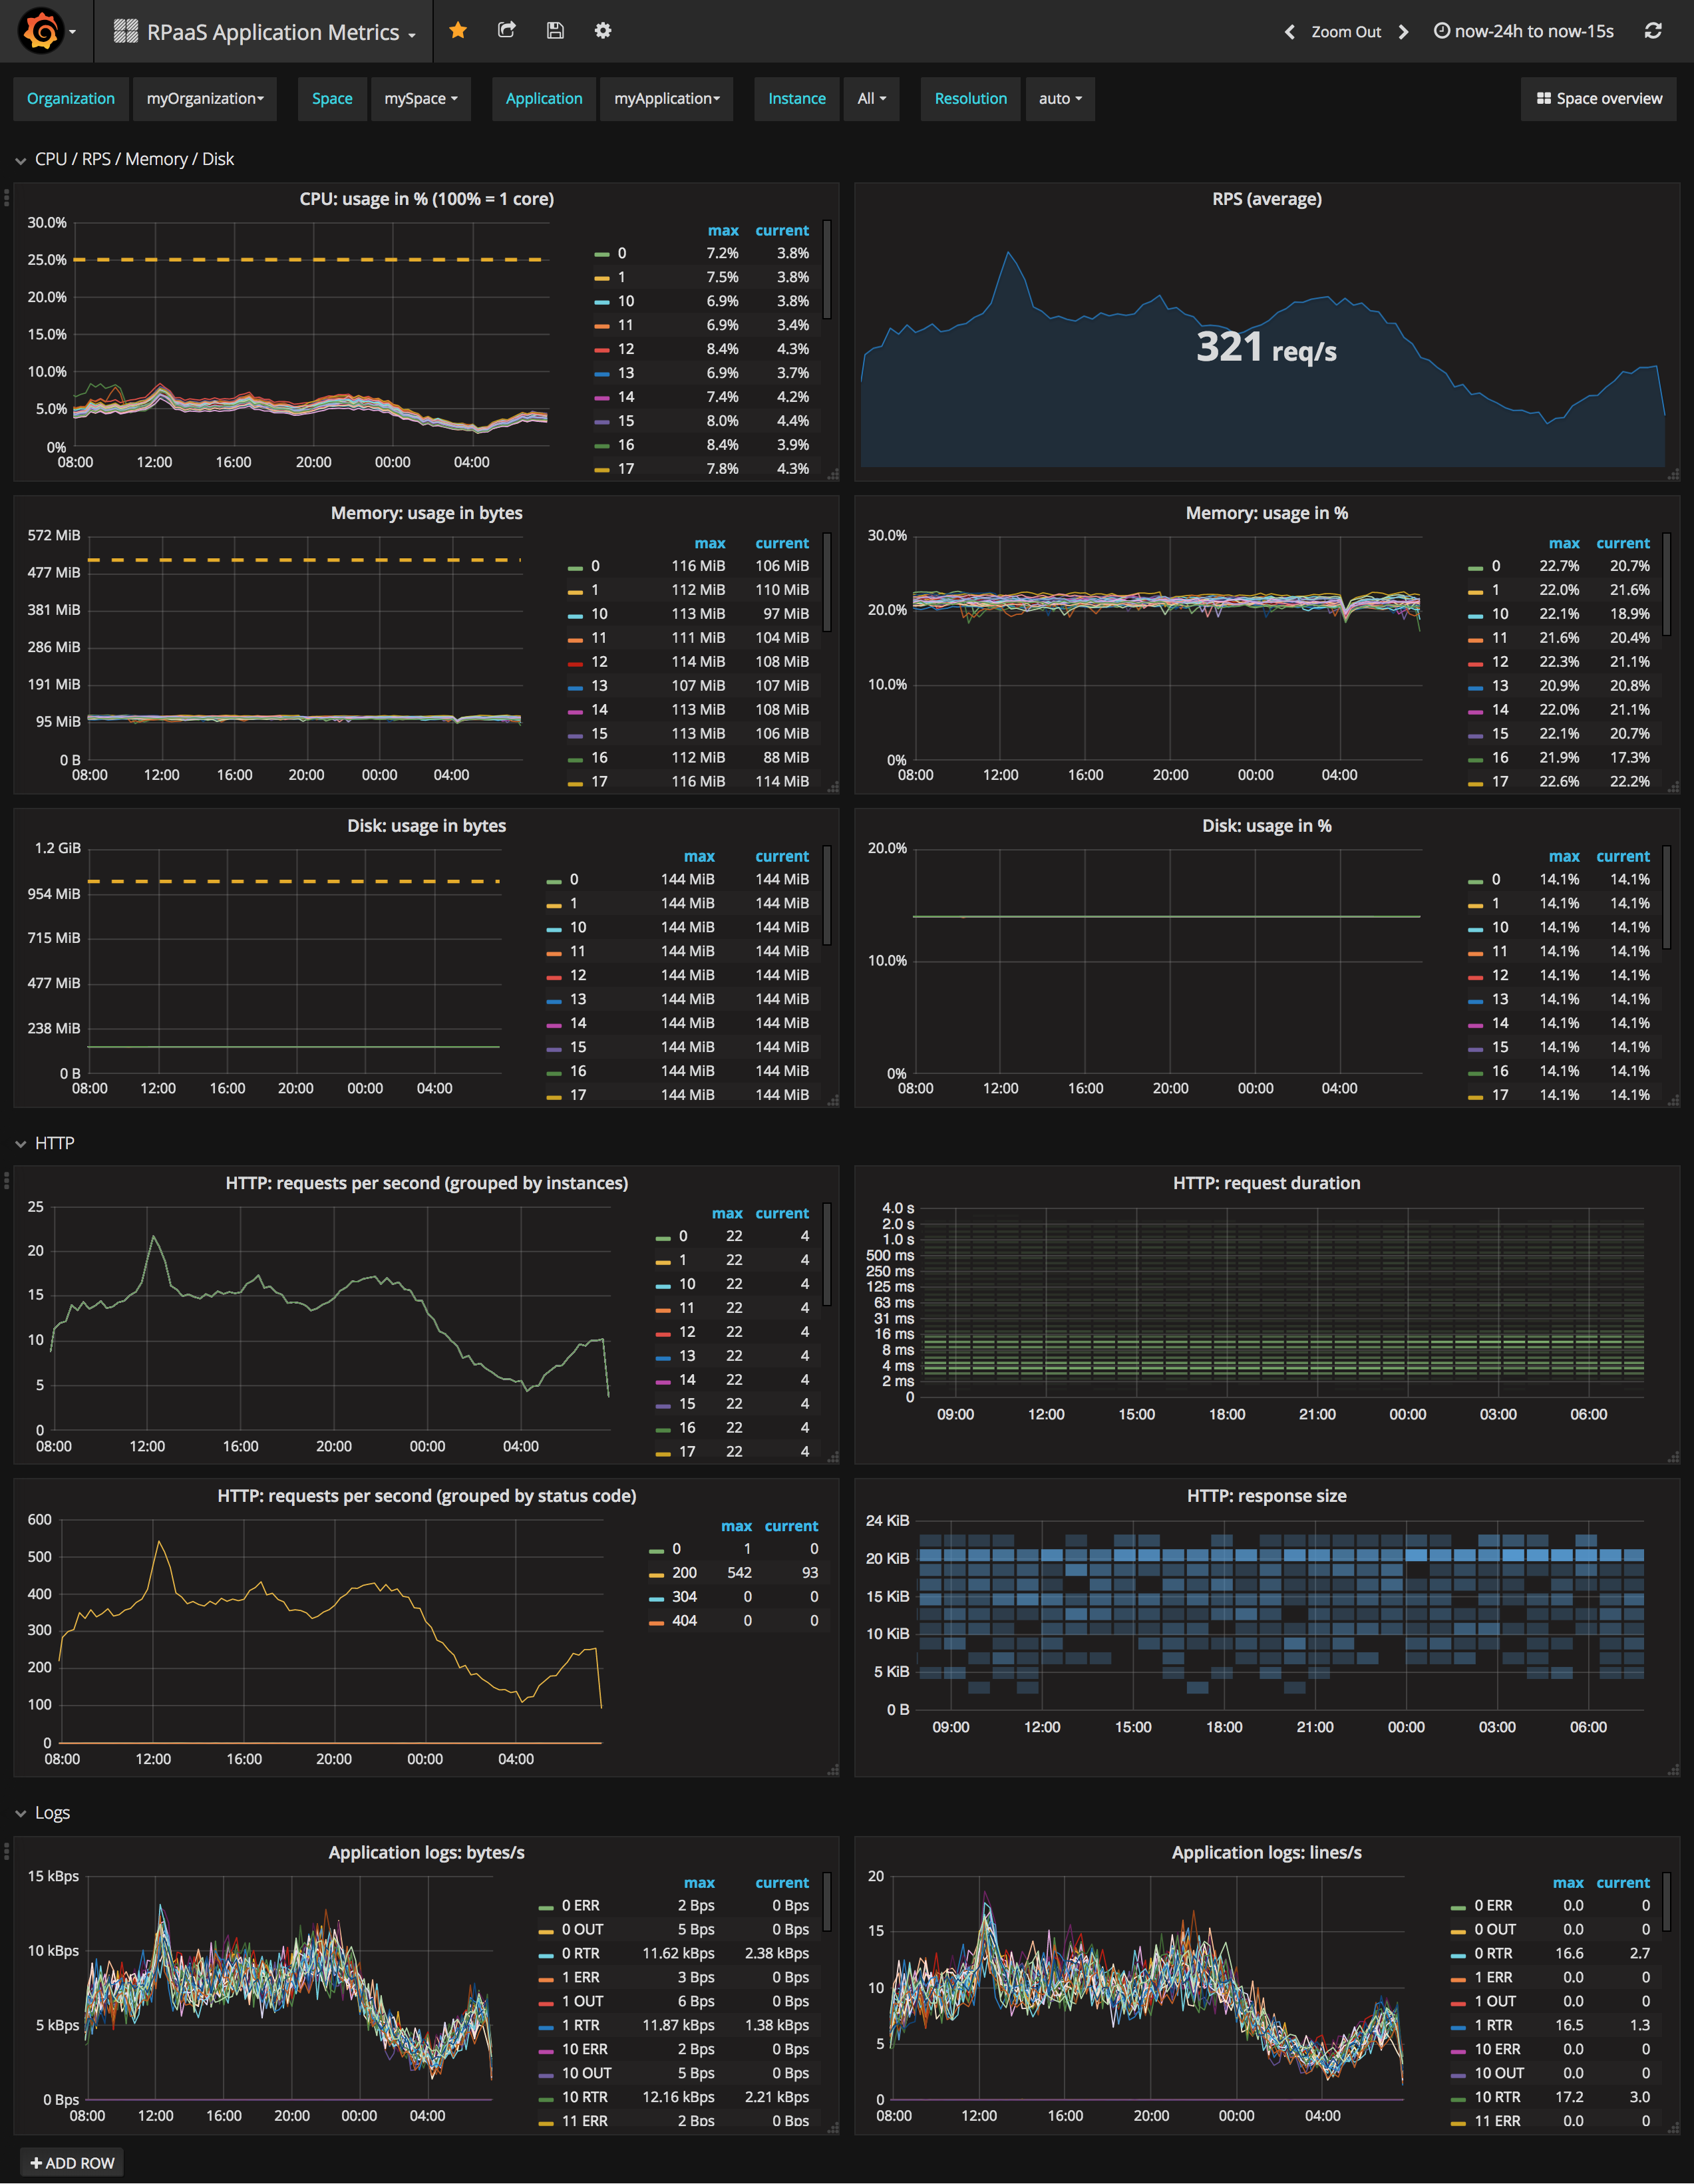 RPaaS Application Metrics
Zoom Out
now-24h to now-15s
Organization myOrganization Space mySpace Application myApplication Instance All Resolution auto Space overview
CPU / RPS / Memory / Disk
CPU: usage in % (100% = 1 core)
30.0%
25.0%
20.0%
15.0%
10.0%
5.0%
0%
08:00 12:00 16:00 20:00 00:00 04:00
max current
0 7.2% 3.8%
1 7.5% 3.8%
10 6.9% 3.8%
11 6.9% 3.4%
12 8.4% 4.3%
13 6.9% 3.7%
14 7.4% 4.2%
15 8.0% 4.4%
16 8.4% 3.9%
17 7.8% 4.3%
RPS (average)
321 req/s
Memory: usage in bytes
572 MiB
477 MiB
381 MiB
286 MiB
191 MiB
95 MiB
0 B
08:00 12:00 16:00 20:00 00:00 04:00
max current
0 116 MiB 106 MiB
1 112 MiB 110 MiB
10 113 MiB 97 MiB
11 111 MiB 104 MiB
12 114 MiB 108 MiB
13 107 MiB 107 MiB
14 113 MiB 108 MiB
15 113 MiB 106 MiB
16 112 MiB 88 MiB
17 116 MiB 114 MiB
Memory: usage in %
30.0%
20.0%
10.0%
0%
08:00 12:00 16:00 20:00 00:00 04:00
max current
0 22.7% 20.7%
1 22.0% 21.6%
10 22.1% 18.9%
11 21.6% 20.4%
12 22.3% 21.1%
13 20.9% 20.8%
14 22.0% 21.1%
15 22.1% 20.7%
16 21.9% 17.3%
17 22.6% 22.2%
Disk: usage in bytes
1.2 GiB
954 MiB
715 MiB
477 MiB
238 MiB
0 B
08:00 12:00 16:00 20:00 00:00 04:00
max current
0 144 MiB 144 MiB
1 144 MiB 144 MiB
10 144 MiB 144 MiB
11 144 MiB 144 MiB
12 144 MiB 144 MiB
13 144 MiB 144 MiB
14 144 MiB 144 MiB
15 144 MiB 144 MiB
16 144 MiB 144 MiB
17 144 MiB 144 MiB
Disk: usage in %
20.0%
10.0%
0%
08:00 12:00 16:00 20:00 00:00 04:00
max current
0 14.1% 14.1%
1 14.1% 14.1%
10 14.1% 14.1%
11 14.1% 14.1%
12 14.1% 14.1%
13 14.1% 14.1%
14 14.1% 14.1%
15 14.1% 14.1%
16 14.1% 14.1%
17 14.1% 14.1%
HTTP
HTTP: requests per second (grouped by instances)
25
20
15
10
5
0
08:00 12:00 16:00 20:00 00:00 04:00
max current
0 22 4
1 22 4
10 22 4
11 22 4
12 22 4
13 22 4
14 22 4
15 22 4
16 22 4
17 22 4
HTTP: request duration
4.0 s
2.0 s
1.0 s
500 ms
250 ms
125 ms
63 ms
31 ms
16 ms
8 ms
4 ms
2 ms
0
09:00 12:00 15:00 18:00 21:00 00:00 03:00 06:00
HTTP: requests per second (grouped by status code)
600
500
400
300
200
100
0
08:00 12:00 16:00 20:00 00:00 04:00
max current
0 1 0
200 542 93
304 0 0
404 0 0
HTTP: response size
24 KiB
20 KiB
15 KiB
10 KiB
5 KiB
0 B
09:00 12:00 15:00 18:00 21:00 00:00 03:00 06:00
Logs
Application logs: bytes/s
15 kBps
10 kBps
5 kBps
0 Bps
08:00 12:00 16:00 20:00 00:00 04:00
max current
0 ERR 2 Bps 0 Bps
0 OUT 5 Bps 0 Bps
0 RTR 11.62 kBps 2.38 kBps
1 ERR 3 Bps 0 Bps
1 OUT 6 Bps 0 Bps
1 RTR 11.87 kBps 1.38 kBps
10 ERR 2 Bps 0 Bps
10 OUT 5 Bps 0 Bps
10 RTR 12.16 kBps 2.21 kBps
11 ERR 2 Bps 0 Bps
Application logs: lines/s
20
15
10
5
0
08:00 12:00 16:00 20:00 00:00 04:00
max current
0 ERR 0.0 0
0 OUT 0.0 0
0 RTR 16.6 2.7
1 ERR 0.0 0
1 OUT 0.0 0
1 RTR 16.5 1.3
10 ERR 0.0 0
10 OUT 0.0 0
10 RTR 17.2 3.0
11 ERR 0.0 0
+ ADD ROW